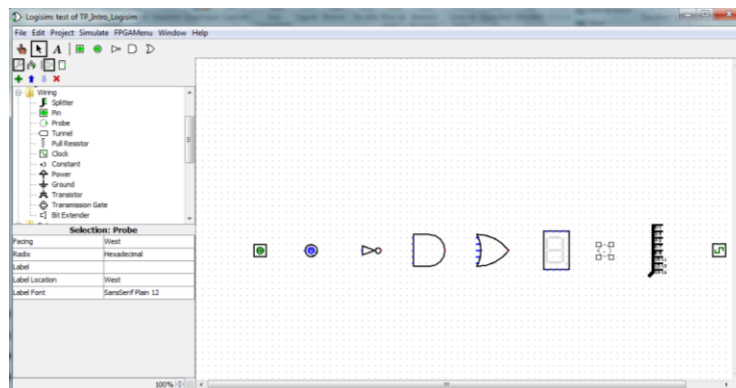 Logisim: test of TP_Intro_Logisim
File Edit Project Simulate FPGAMenu Window Help
A
Wiring
Splitter
Pin
Probe
Tunnel
Pull Resistor
Clock
Constant
Power
Ground
Transistor
Transmission Gate
Bit Extender
Selection: Probe
Facing West
Radix Hexadecimal
Label
Label Location West
Label Font SansSerif Plain 12
100%